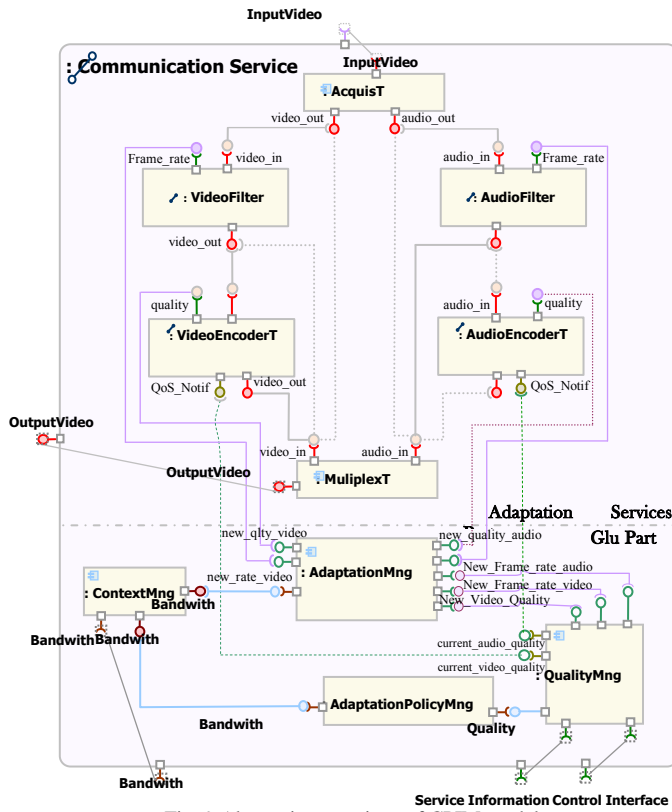 InputVideo
: Communication Service
InputVideo
: AcquisT
video_out
audio_out
Frame_rate
video_in
audio_in
Frame_rate
: VideoFilter
: AudioFilter
video_out
quality
audio_in
quality
: VideoEncoderT
: AudioEncoderT
QoS_Notif
video_out
QoS_Notif
OutputVideo
video_in
audio_in
OutputVideo
: MuliplexT
Adaptation Services
Glu Part
new_qlty_video
new_quality_audio
: AdaptationMng
New_Frame_rate_audio
new_rate_video
New_Frame_rate_video
: ContextMng
Bandwith
New_Video_Quality
Bandwith
Bandwith
current_audio_quality
current_video_quality
: QualityMng
AdaptationPolicyMng
Bandwith
Quality
Bandwith
Service Information Control Interface